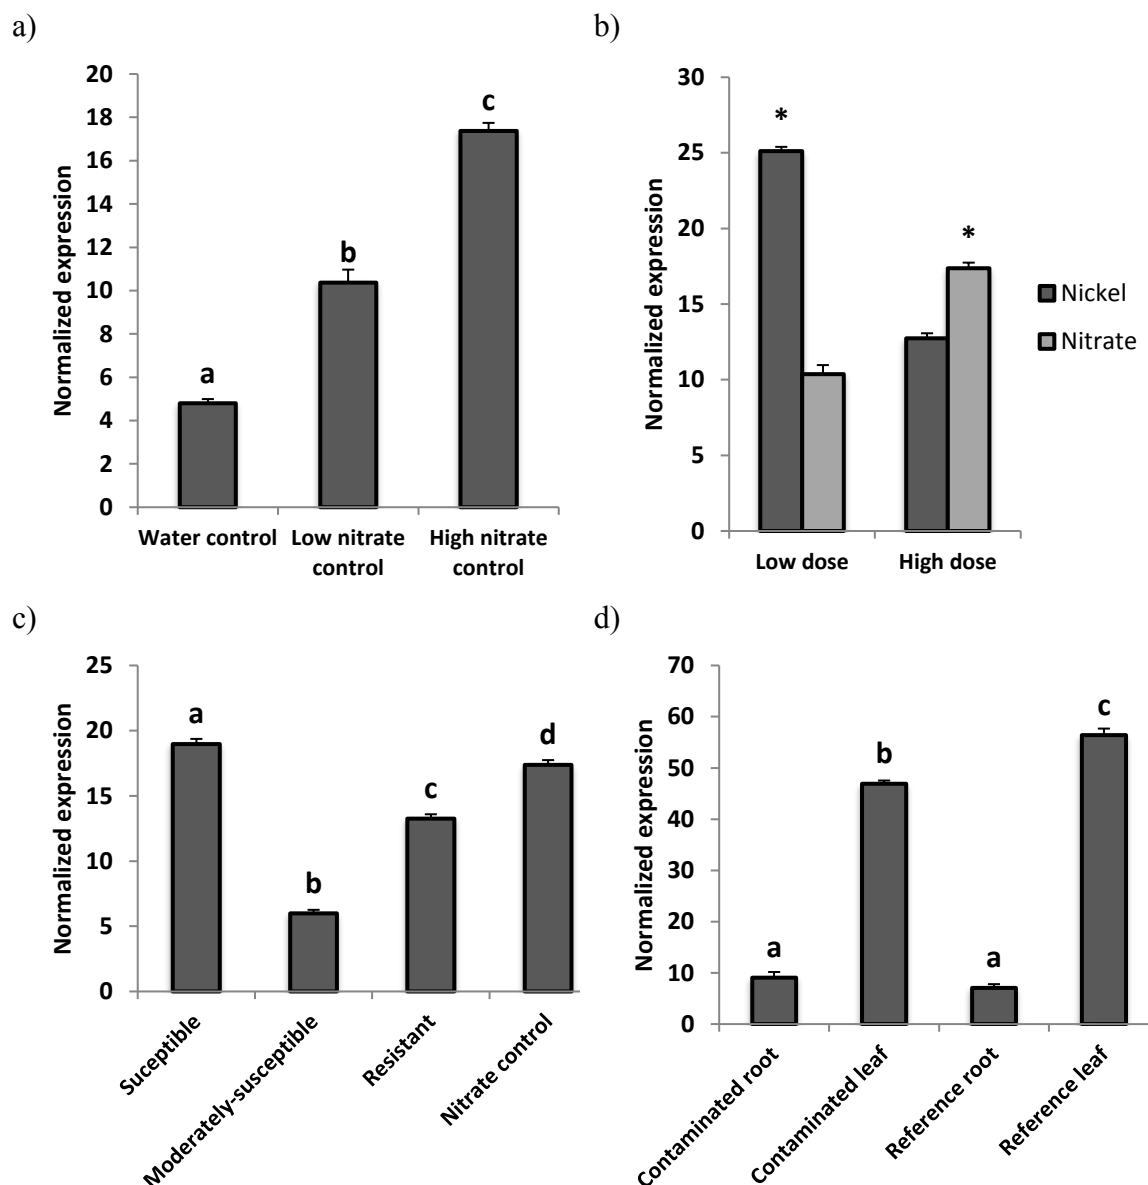 a)
Normalized expression
20
18
16
14
12
10
8
6
4
2
0
a
b
c
Water control
Low nitrate
control
High nitrate
control
b)
Normalized expression
30
25
20
15
10
5
0
*
*
Low dose
High dose
Nickel
Nitrate
c)
Normalized expression
25
20
15
10
5
0
a
b
c
d
Suceptible
Moderately-susceptible
Resistant
Nitrate control
d)
Normalized expression
70
60
50
40
30
20
10
0
a
b
a
c
Contaminated root
Contaminated leaf
Reference root
Reference leaf